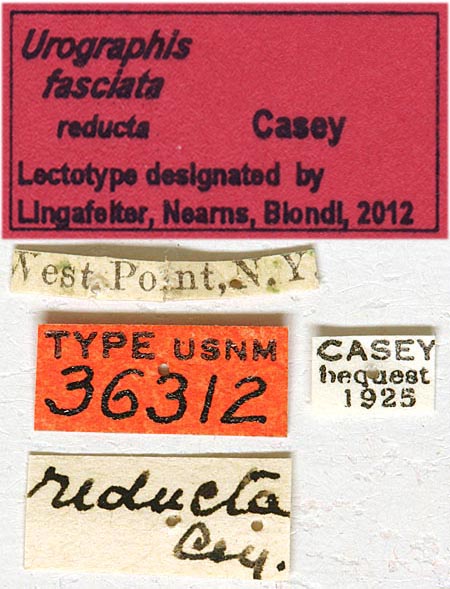 Urographis
fasciata
reducta Casey
Lectotype designated by
Lingafelter, Nearns, Biondi, 2012
West Point, N.Y.
TYPE USNM
36312
CASEY
bequest
1925
reducta
Csy.